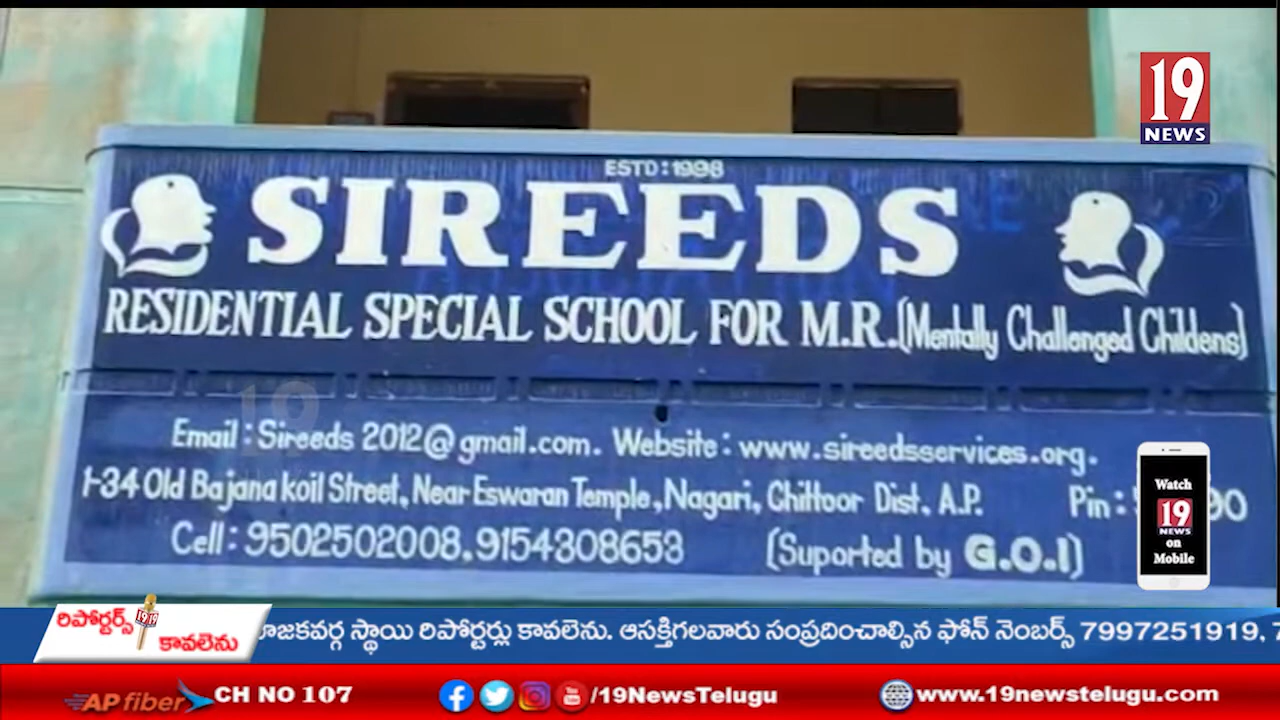 19
NEWS
ESTD: 1998
SIREEDS
RESIDENTIAL SPECIAL SCHOOL FOR M.R. (Mentally Challenged Childens)
Email: Sireeds 2012@gmail.com. Website: www.sireedsservices.org.
1-34 Old Bajana koil Street, Near Eswaran Temple, Nagari, Chittoor Dist. A.P. Pin:
Cell: 9502502008, 9154308653 (Suported by G.O.I)
Watch
19
NEWS
on
Mobile
రిపోర్టర్స్
కావలెను
స్థాయి రిపోర్టర్లు కావలెను. ఆసక్తిగలవారు సంప్రదించాల్సిన ఫోన్ నెంబర్స్ 7997251919,
AP fiber CH NO 107 /19NewsTelugu www.19newstelugu.com